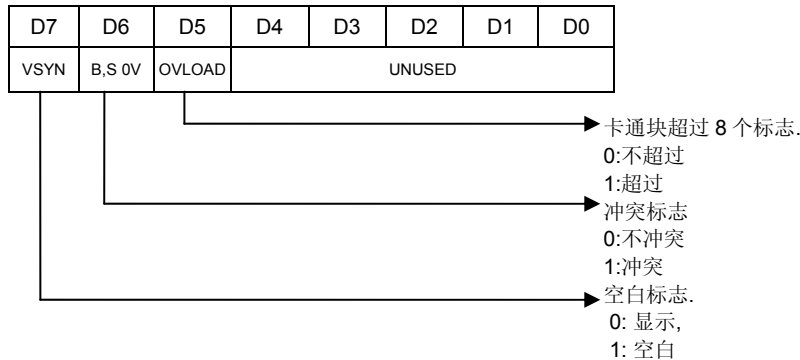 D7 D6 D5 D4 D3 D2 D1 D0
VSYN B,S 0V OVLOAD UNUSED
卡通块超过 8 个标志.
0:不超过
1:超过
冲突标志
0:不冲突
1:冲突
空白标志.
0: 显示,
1: 空白